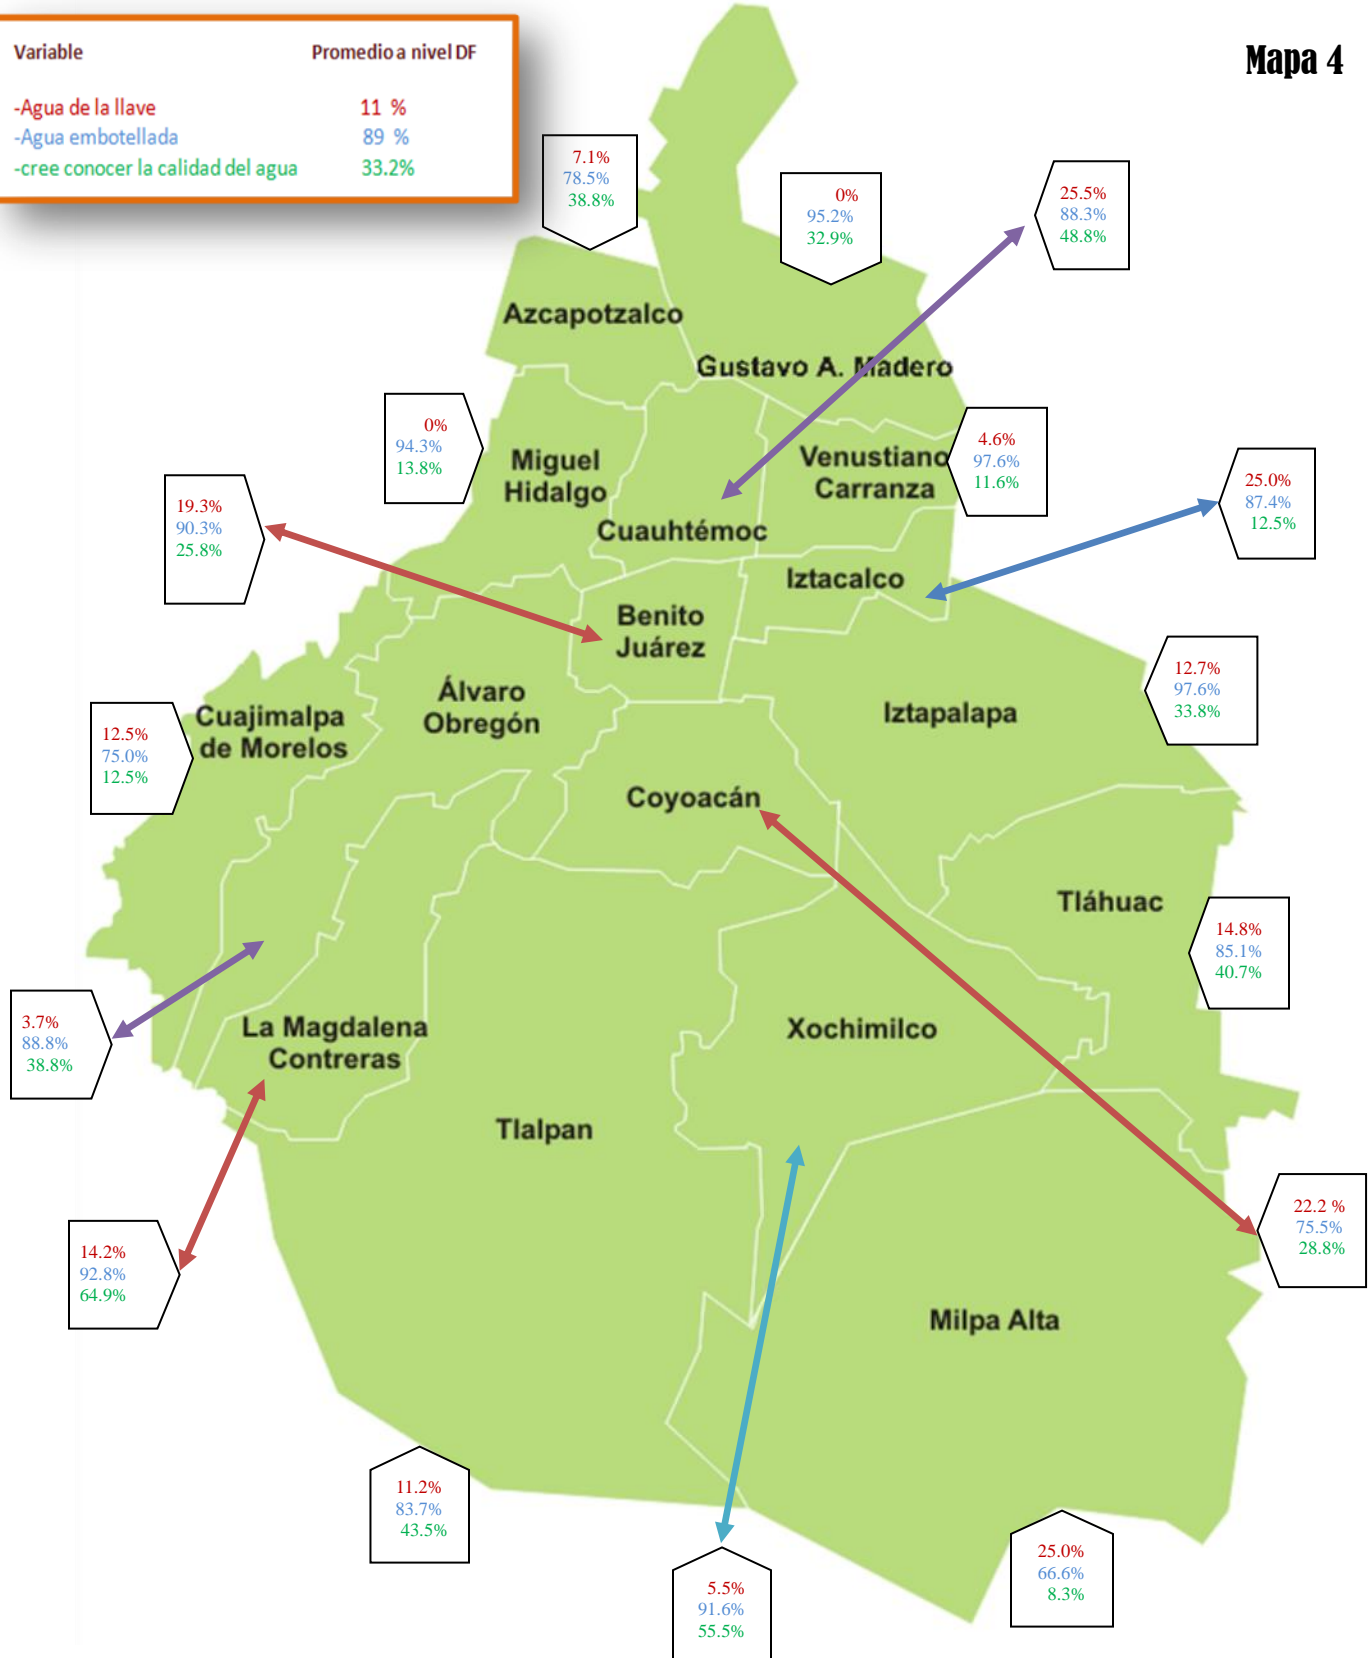 Variable Promedio a nivel DF
-Agua de la llave 11 %
-Agua embotellada 89 %
-cree conocer la calidad del agua 33.2%
Mapa 4
7.1%
78.5%
38.8%
0%
95.2%
32.9%
25.5%
88.3%
48.8%
Azcapotzalco
Gustavo A. Madero
0%
94.3%
13.8%
Miguel
Hidalgo
Cuauhtémoc
Venustiano
Carranza
4.6%
97.6%
11.6%
25.0%
87.4%
12.5%
19.3%
90.3%
25.8%
Iztacalco
Benito
Juárez
12.7%
97.6%
33.8%
12.5%
75.0%
12.5%
Cuajimalpa
de Morelos
Álvaro
Obregón
Iztapalapa
Coyoacán
Tláhuac
14.8%
85.1%
40.7%
3.7%
88.8%
38.8%
La Magdalena
Contreras
Xochimilco
Tlalpan
14.2%
92.8%
64.9%
22.2 %
75.5%
28.8%
Milpa Alta
11.2%
83.7%
43.5%
5.5%
91.6%
55.5%
25.0%
66.6%
8.3%